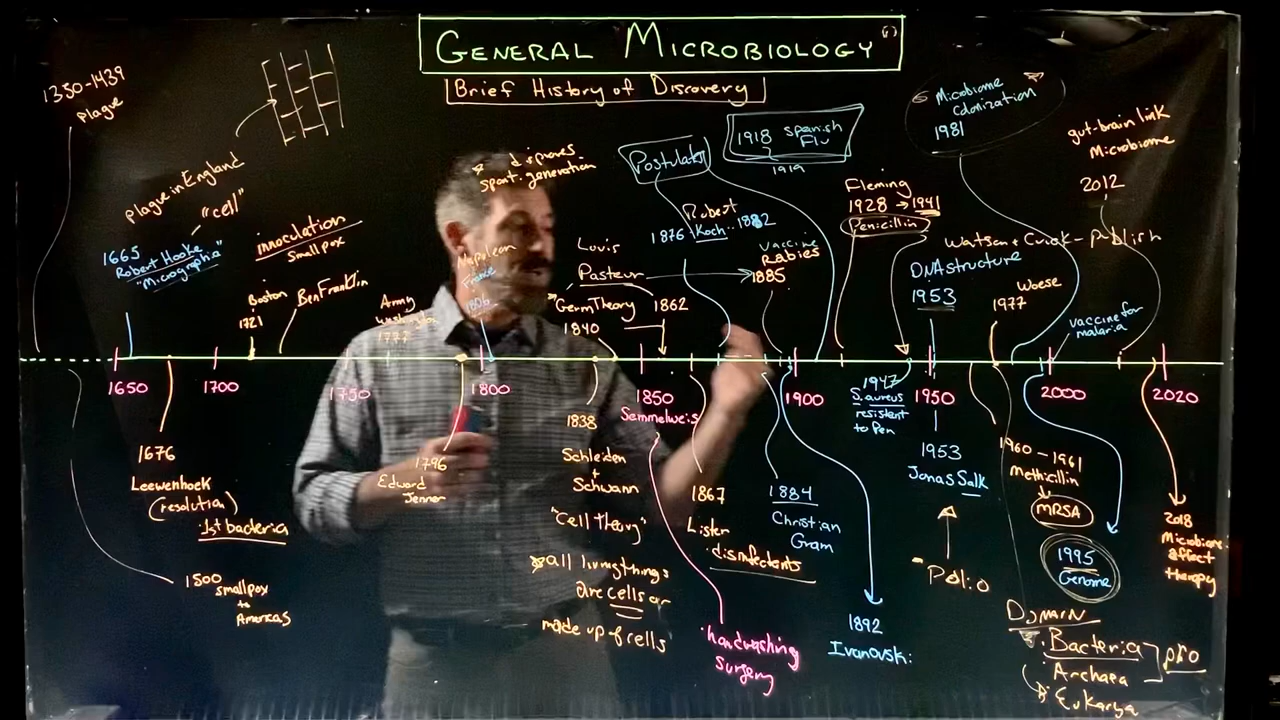 GENERAL MICROBIOLOGY
Brief History of Discovery
1350-1439
plague
plague in England
"cell"
1665
Robert Hooke
"Micrographia"
innoculation
smallpox
Boston
1721
Ben Franklin
Army
Washington
1777
Napoleon
France
1806
disproves
spont. generation
Louis
Pasteur
Germ Theory
1840
1862
Postulates
Robert
1876 Koch 1882
vaccine
Rabies
1885
1918 Spanish
Flu
1919
Fleming
1928 → 1941
Penicillin
Microbiome
Colonization
1981
gut-brain link
Microbiome
2012
Watson + Crick - publish
DNA structure
1953
Woese
1977
vaccine for
malaria
1650
1700
1750
1800
1850
1900
1950
2000
2020
1676
Leewenhoek
(resolution)
1st bacteria
1500
smallpox
to
Americas
1796
Edward
Jenner
1838
Schleiden
+
Schwann
"Cell Theory"
all living things
are cells or
made up of cells
Semmelweis
handwashing
surgery
1867
Lister
disinfectants
1884
Christian
Gram
1892
Ivanovski
1947
S. aureus
resistent
to Pen
1953
Jonas Salk
Polio
1960 - 1961
Methicillin
MRSA
1995
Genome
DOMAIN
Bacteria
Archaea
Eukarya
pro
2018
Microbiome
affect
therapy